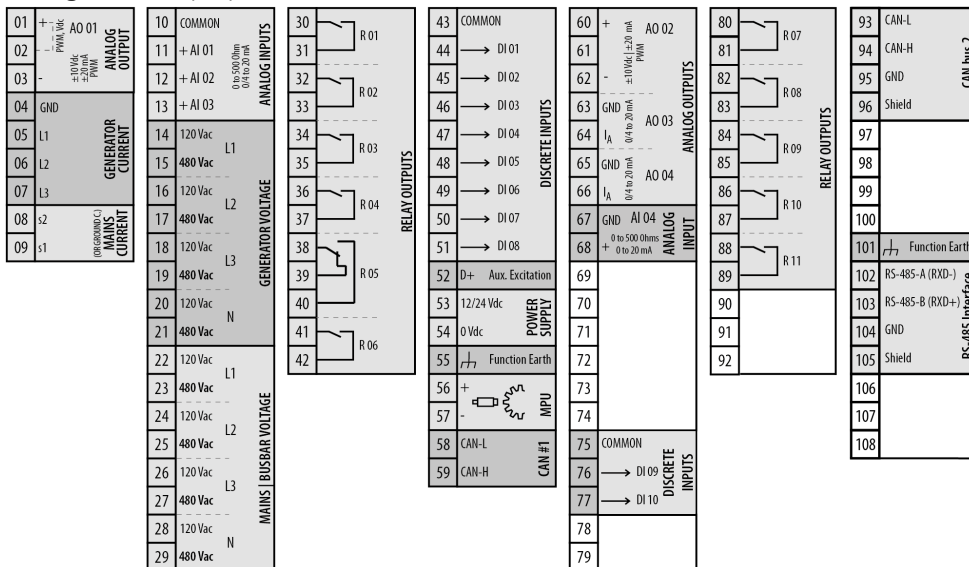 01 + PWM, Vdc AO 01
02
03 - ±10 Vdc ±20 mA PWM
ANALOG OUTPUT
04 GND
05 L1
06 L2
07 L3
GENERATOR CURRENT
08 s2
09 s1
(OR GROUND C.)
MAINS CURRENT
10 COMMON
11 + AI 01
12 + AI 02
13 + AI 03
0 to 500 Ohm
0/4 to 20 mA
ANALOG INPUTS
14 120 Vac
15 480 Vac
L1
16 120 Vac
17 480 Vac
L2
18 120 Vac
19 480 Vac
L3
20 120 Vac
21 480 Vac
N
GENERATOR VOLTAGE
22 120 Vac
23 480 Vac
L1
24 120 Vac
25 480 Vac
L2
26 120 Vac
27 480 Vac
L3
28 120 Vac
29 480 Vac
N
MAINS | BUSBAR VOLTAGE
30
31
R 01
32
33
R 02
34
35
R 03
36
37
R 04
38
39
40
R 05
41
42
R 06
RELAY OUTPUTS
43 COMMON
44 DI 01
45 DI 02
46 DI 03
47 DI 04
48 DI 05
49 DI 06
50 DI 07
51 DI 08
DISCRETE INPUTS
52 D+ Aux. Excitation
53 12/24 Vdc
54 0 Vdc
POWER SUPPLY
55 Function Earth
56 +
57 -
MPU
58 CAN-L
59 CAN-H
CAN #1
60 + AO 02
61
62 -
±10 Vdc | ±20 mA
PWM
63 GND
64 IA
0/4 to 20 mA
AO 03
65 GND
66 IA
0/4 to 20 mA
AO 04
ANALOG OUTPUTS
67 GND AI 04
68 + 0 to 500 Ohms
0 to 20 mA
ANALOG INPUT
69
70
71
72
73
74
75 COMMON
76 DI 09
77 DI 10
DISCRETE INPUTS
78
79
80
81
R 07
82
83
R 08
84
85
R 09
86
87
R 10
88
89
R 11
RELAY OUTPUTS
90
91
92
93 CAN-L
94 CAN-H
95 GND
96 Shield
CAN bus 2
97
98
99
100
101 Function Earth
102 RS-485-A (RXD-)
103 RS-485-B (RXD+)
104 GND
105 Shield
RS-485 Interface
106
107
108